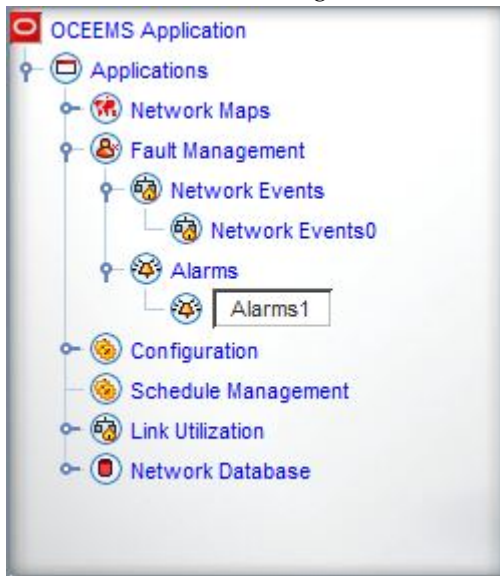 OCEEMS Application
Applications
Network Maps
Fault Management
Network Events
Network Events0
Alarms
Alarms1
Configuration
Schedule Management
Link Utilization
Network Database